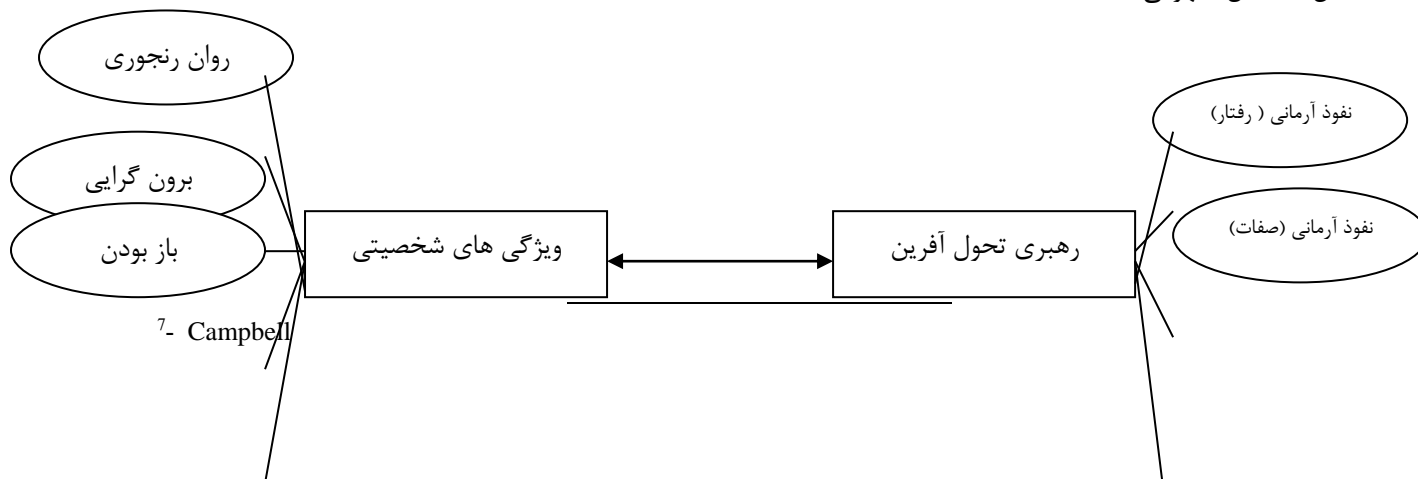 روان رنجوری
نفوذ آرمانی ( رفتار)
برون گرایی
نفوذ آرمانی (صفات)
رهبری تحول آفرین
ویژگی های شخصیتی
باز بودن
7- Campbell